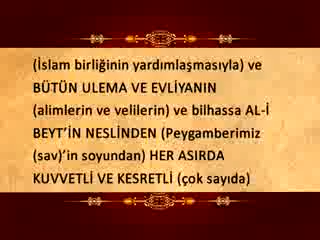 (İslam birliğinin yardımlaşmasıyla) ve
BÜTÜN ULEMA VE EVLİYANIN
(alimlerin ve velilerin) ve bilhassa AL-İ
BEYT'İN NESLİNDEN (Peygamberimiz
(sav)'in soyundan) HER ASIRDA
KUVVETLİ VE KESRETLİ (çok sayıda)